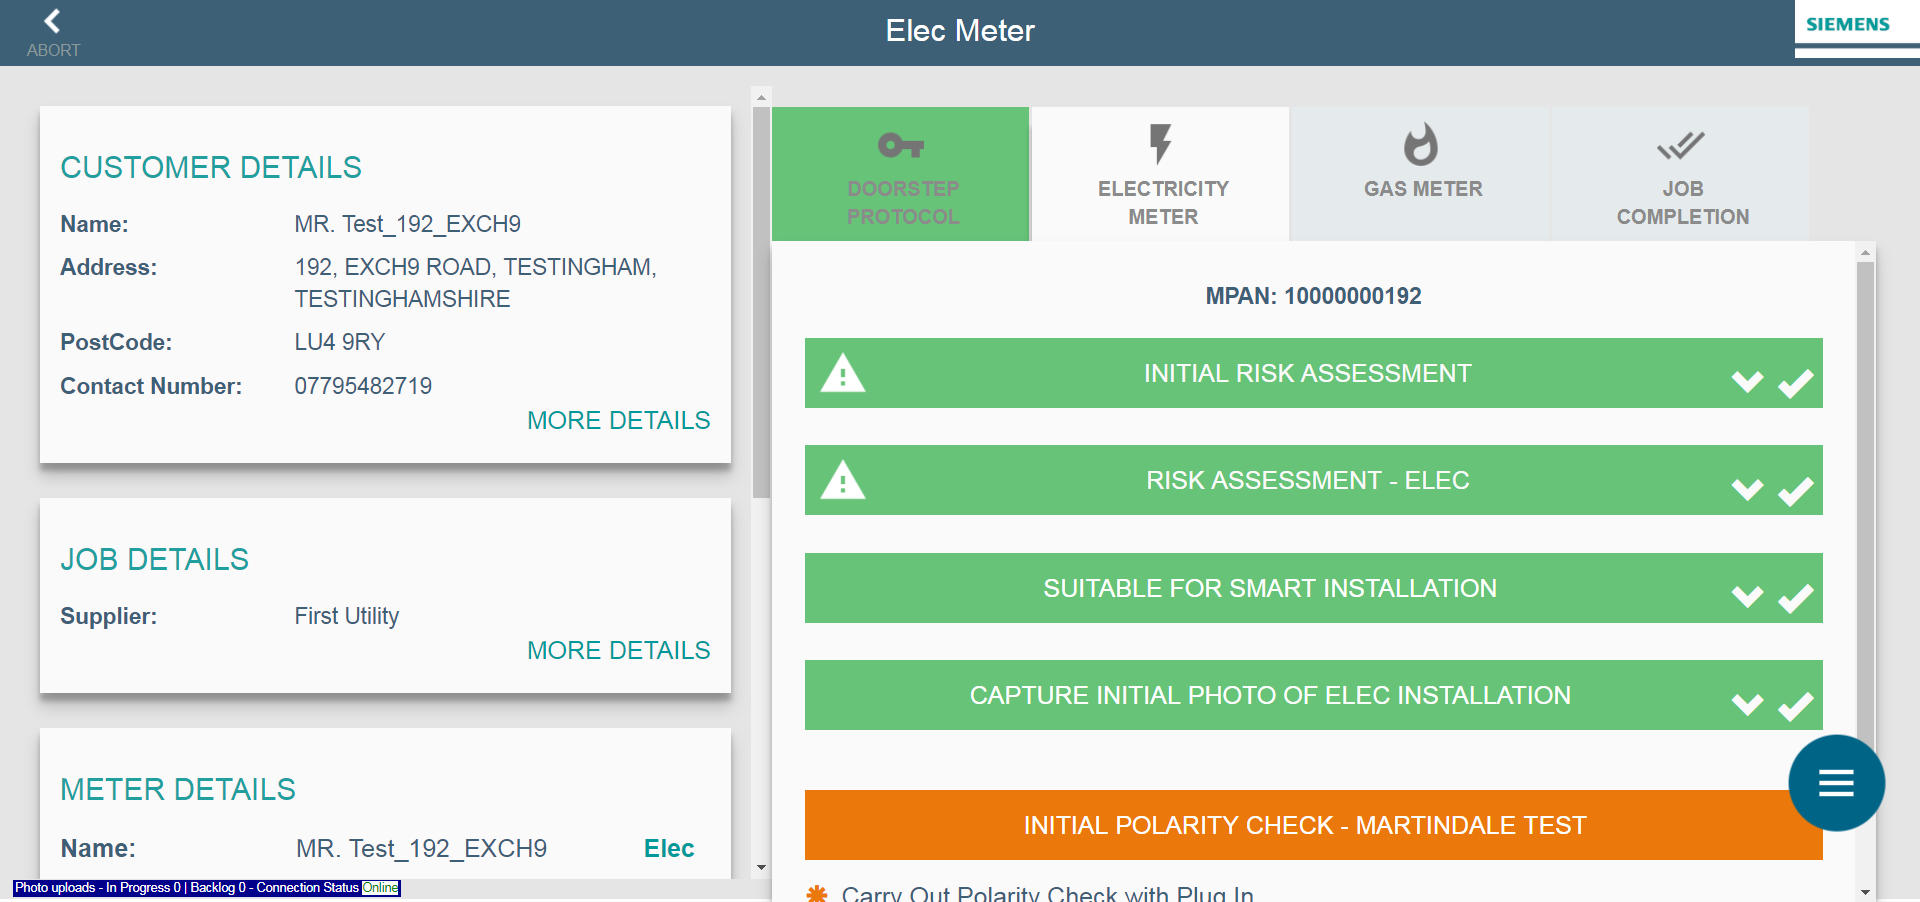 ABORT
Elec Meter
SIEMENS
CUSTOMER DETAILS
Name: MR. Test_192_EXCH9
Address: 192, EXCH9 ROAD, TESTINGHAM,
TESTINGHAMSHIRE
PostCode: LU4 9RY
Contact Number: 07795482719
MORE DETAILS
JOB DETAILS
Supplier: First Utility
MORE DETAILS
METER DETAILS
Name: MR. Test_192_EXCH9 Elec
Photo uploads - In Progress 0 | Backlog 0 - Connection Status Online
DOORSTEP
PROTOCOL
ELECTRICITY
METER
GAS METER
JOB
COMPLETION
MPAN: 10000000192
INITIAL RISK ASSESSMENT
RISK ASSESSMENT - ELEC
SUITABLE FOR SMART INSTALLATION
CAPTURE INITIAL PHOTO OF ELEC INSTALLATION
INITIAL POLARITY CHECK - MARTINDALE TEST
Carry Out Polarity Check with Plug In